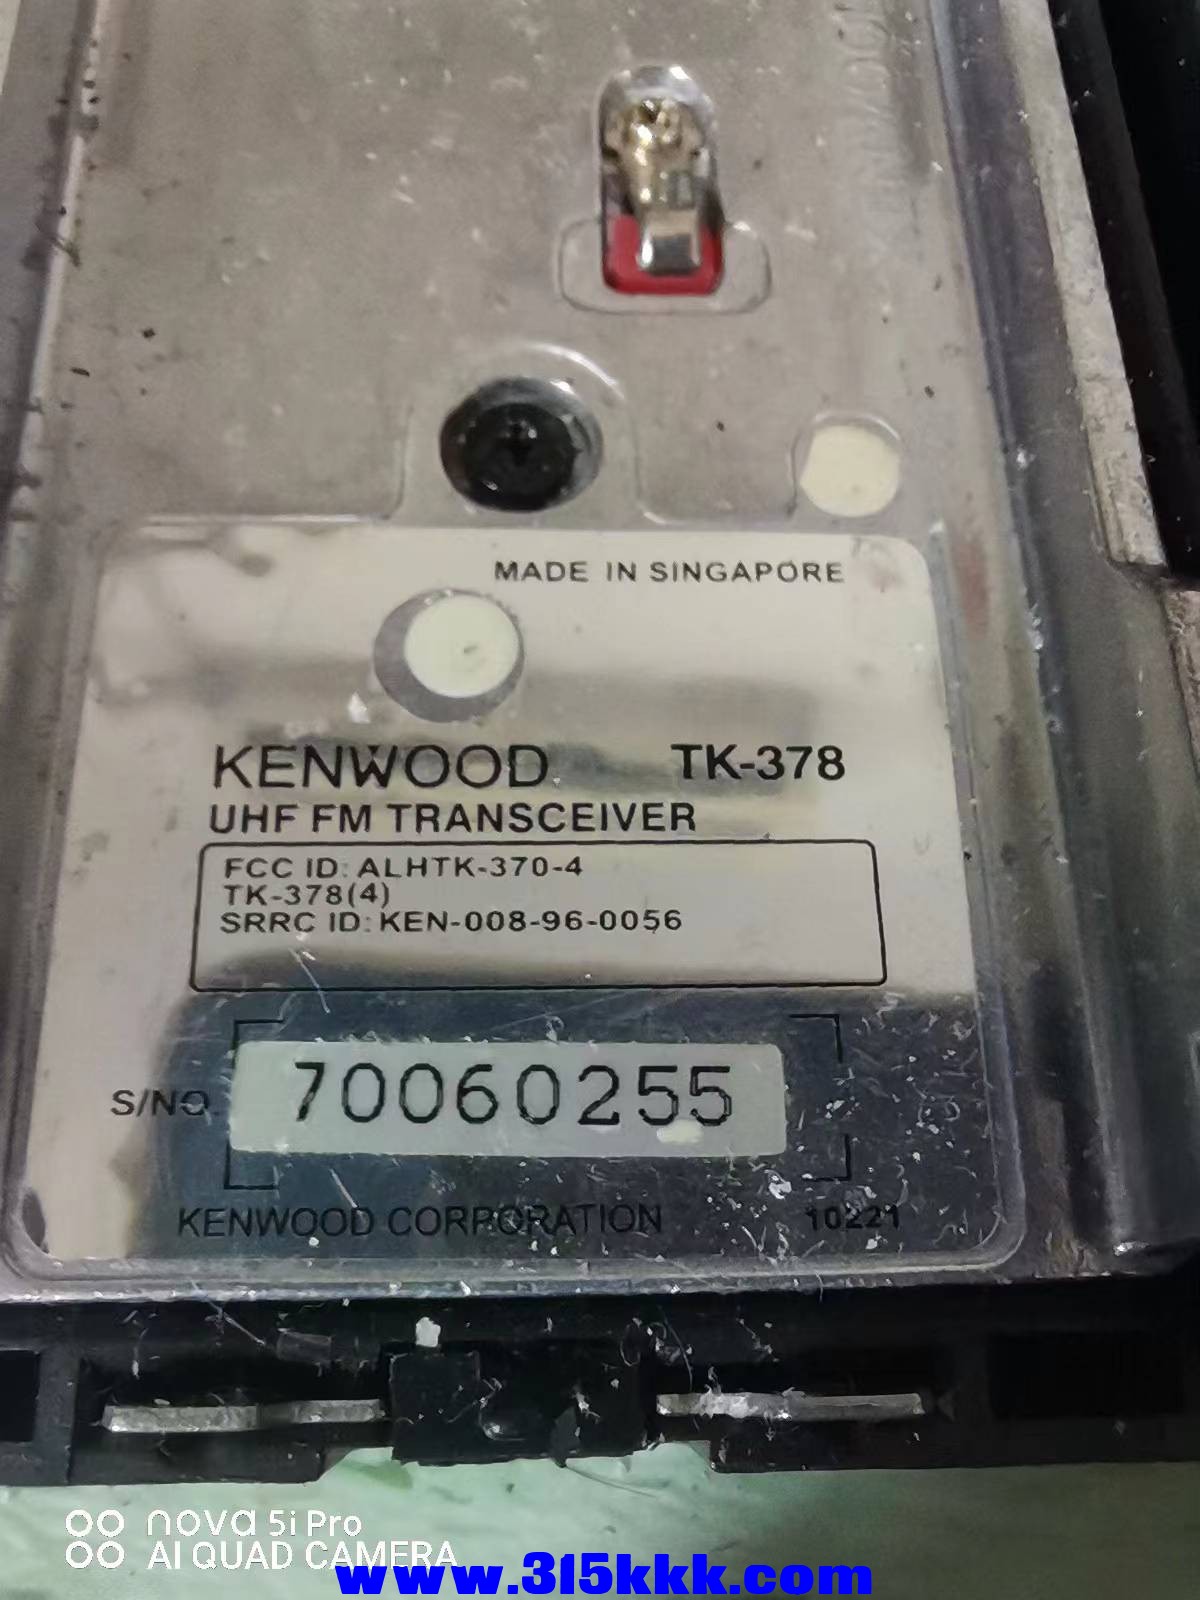 MADE IN SINGAPORE
KENWOOD TK-378
UHF FM TRANSCEIVER
FCC ID: ALHTK-370-4
TK-378(4)
SRRC ID: KEN-008-96-0056
S/NO. 70060255
KENWOOD CORPORATION 10221
nova 5i Pro
AI QUAD CAMERA
www.315kkk.com